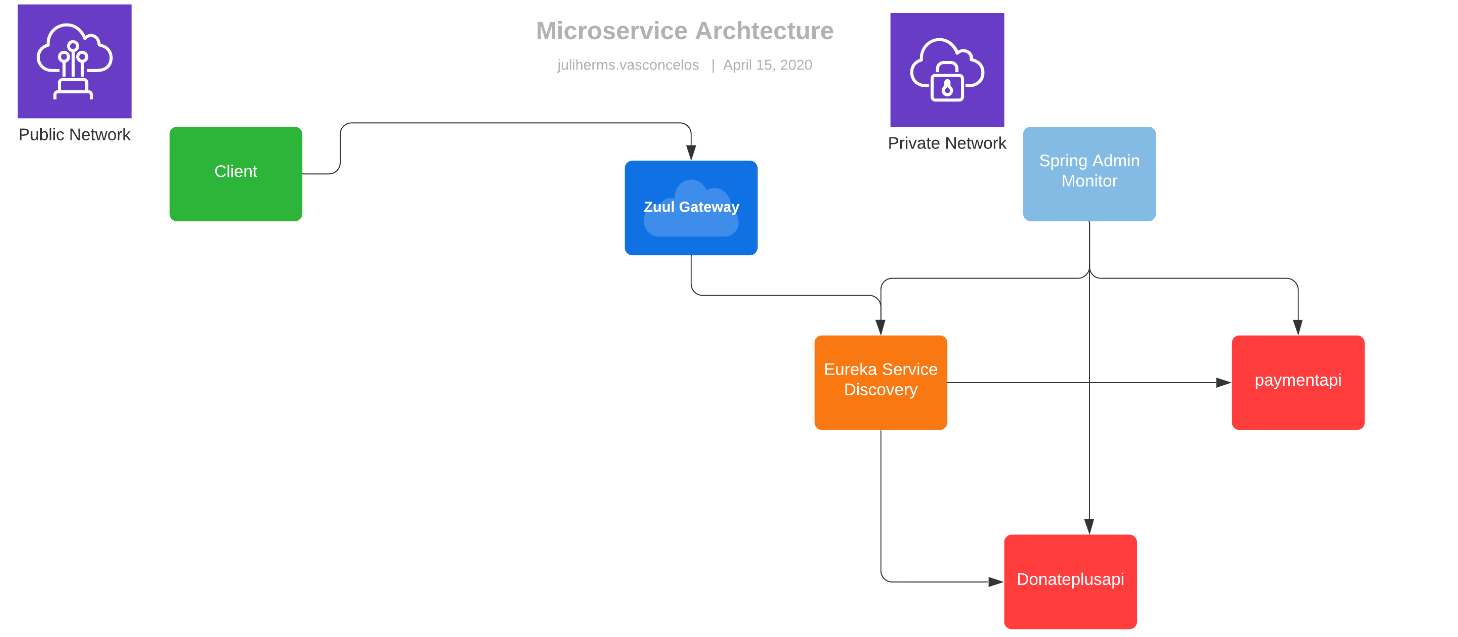 Microservice Archtecture
juliherms.vasconcelos | April 15, 2020
Public Network
Private Network
Client
Zuul Gateway
Spring Admin
Monitor
Eureka Service
Discovery
paymentapi
Donateplusapi